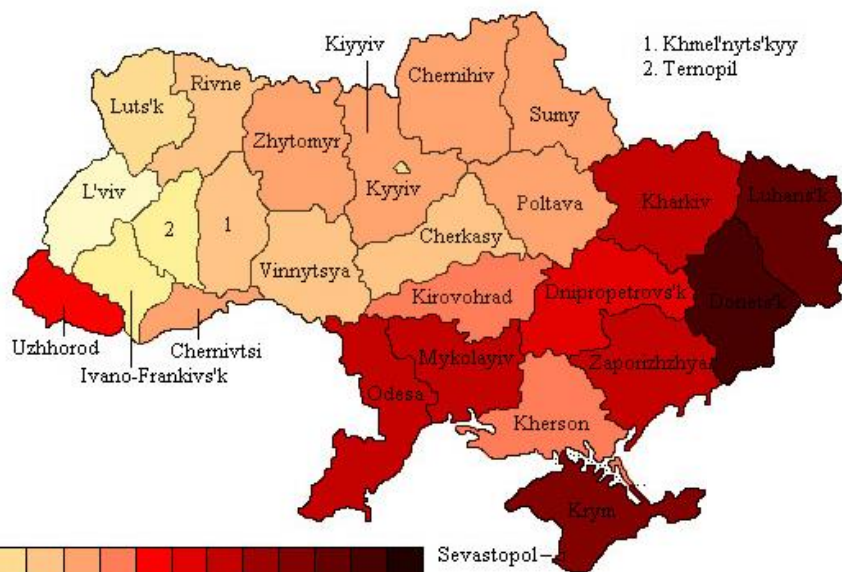 Kiyyiv
1. Khmel'nyts'kyy
2. Ternopil
Rivne
Chernihiv
Luts'k
Sumy
Zhytomyr
L'viv
Kyyiv
Poltava
Kharkiv
Luhans'k
2
1
Cherkasy
Vinnytsya
Kirovohrad
Dnipropetrovs'k
Donets'k
Uzhhorod
Chernivtsi
Mykolayiv
Zaporizhzhya
Ivano-Frankivs'k
Odesa
Kherson
Krym
Sevastopol